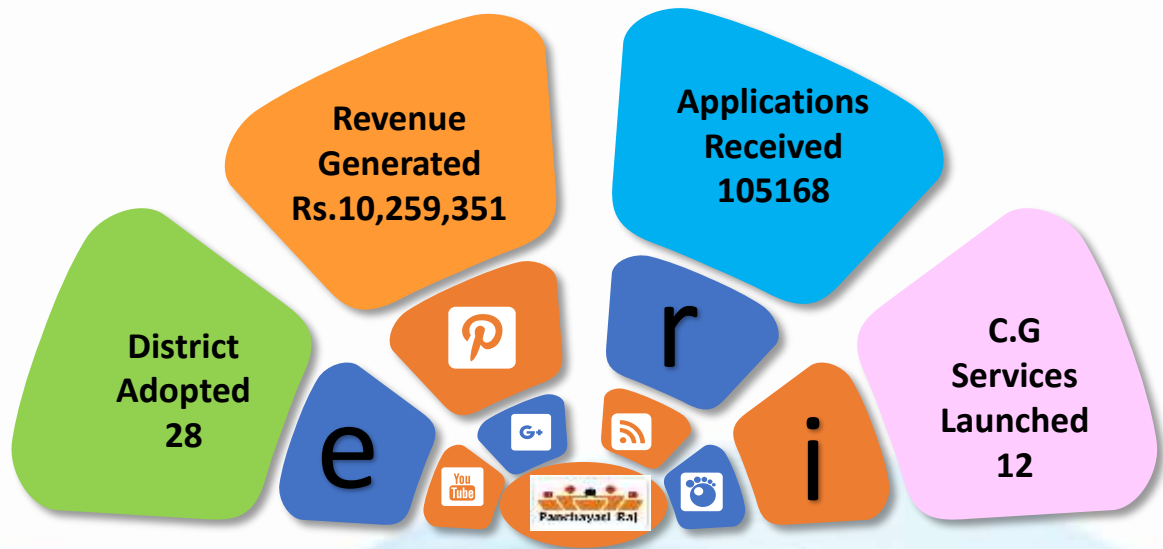 Revenue
Generated
Rs.10,259,351
Applications
Received
105168
District
Adopted
28
C.G
Services
Launched
12
e
r
i
G+
You
Tube
Panchayati Raj